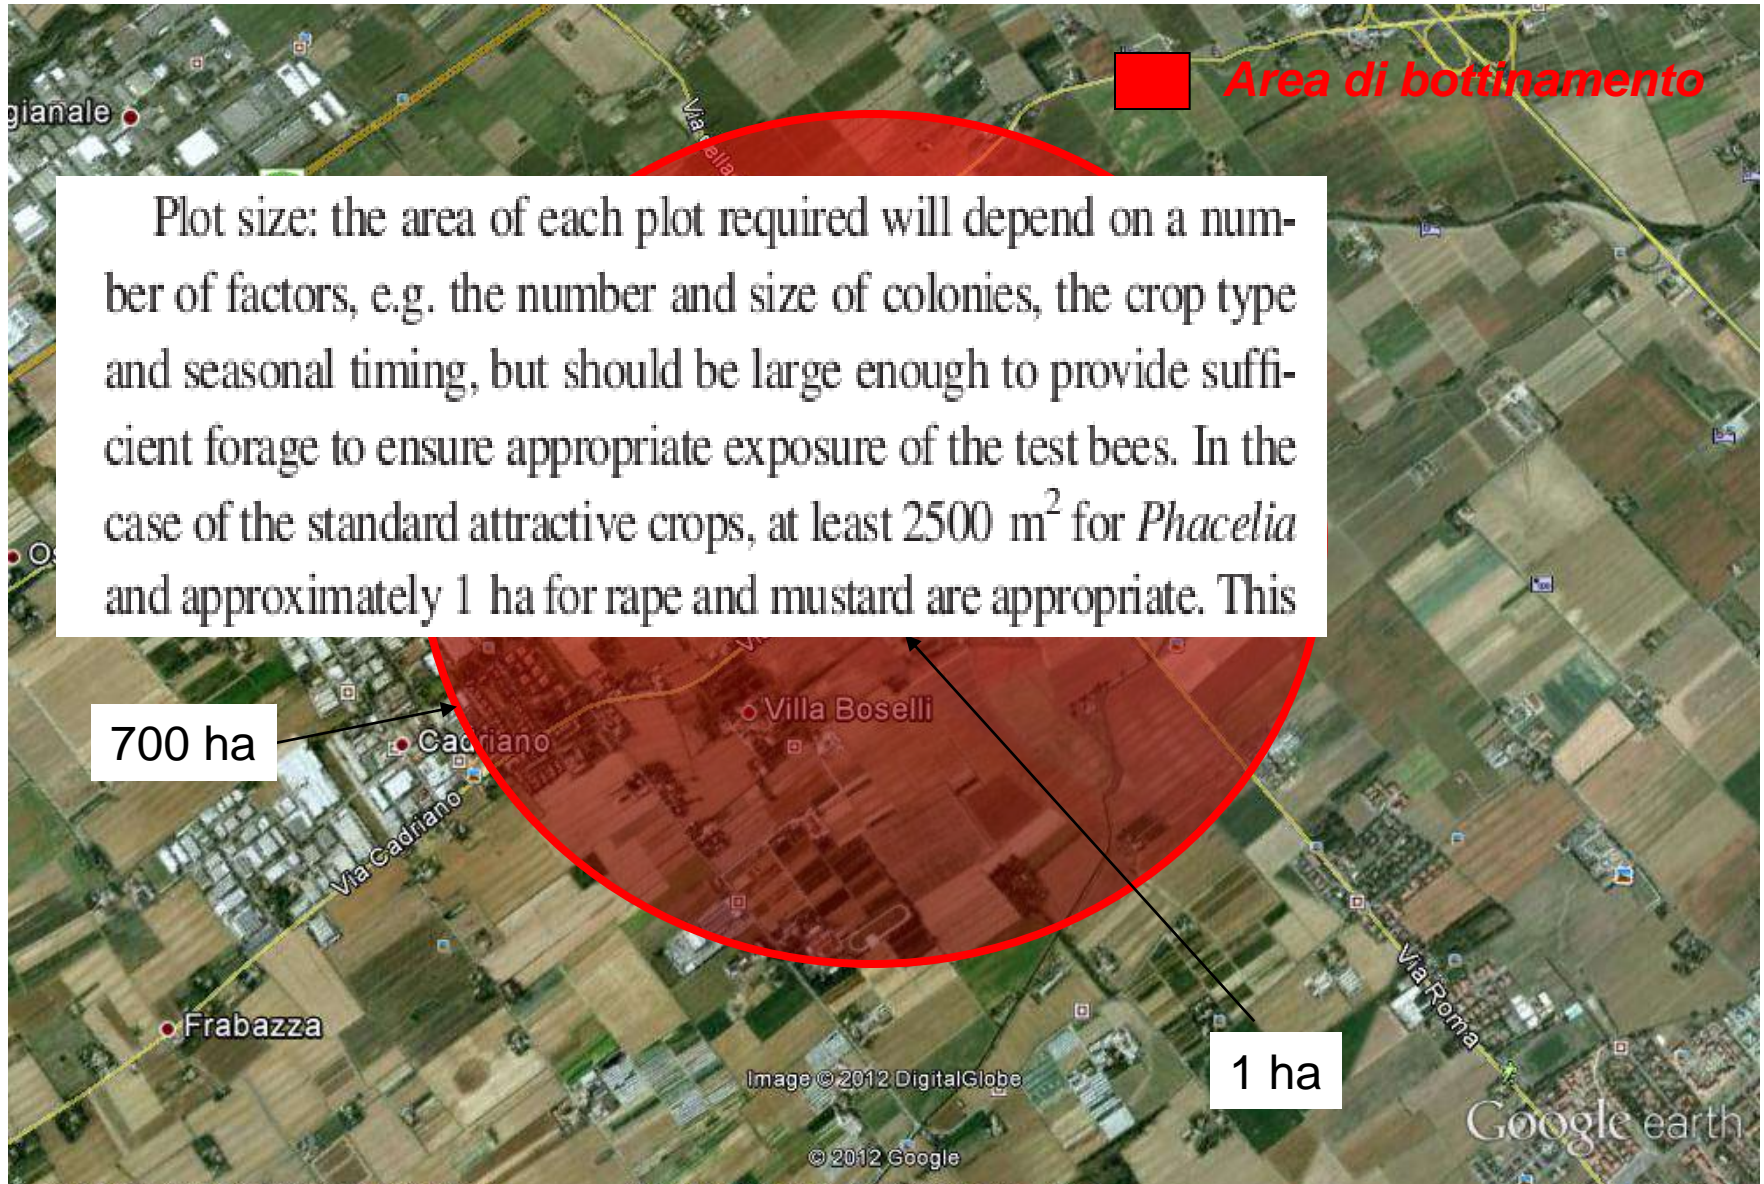 Area di bottinamento
gianale
Via della
Plot size: the area of each plot required will depend on a num-
ber of factors, e.g. the number and size of colonies, the crop type
and seasonal timing, but should be large enough to provide suffi-
cient forage to ensure appropriate exposure of the test bees. In the
case of the standard attractive crops, at least 2500 m² for Phacelia
and approximately 1 ha for rape and mustard are appropriate. This
Villa Boselli
700 ha
Cadriano
Via Cadriano
Via Roma
Frabazza
1 ha
Image © 2012 DigitalGlobe
Google earth
© 2012 Google